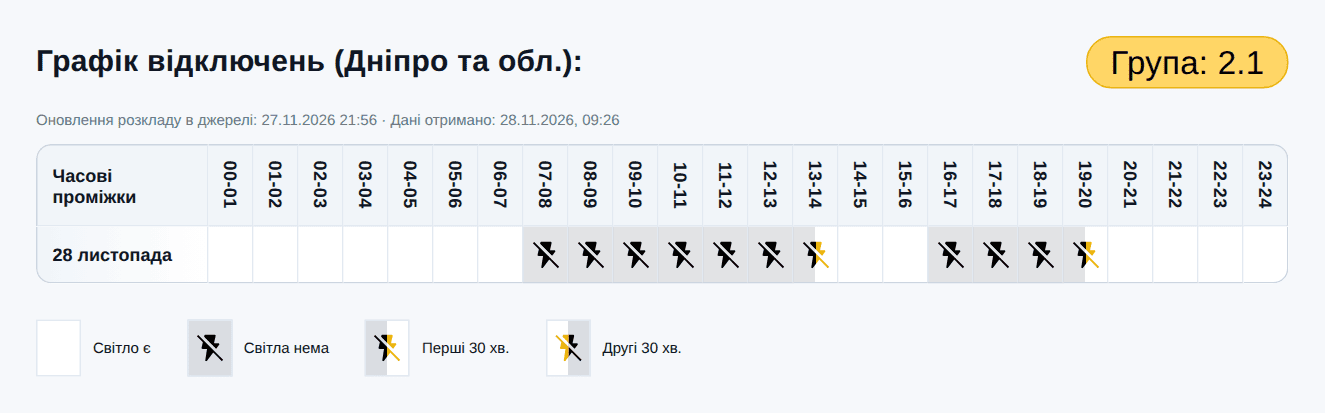 Графік відключень (Дніпро та обл.):
Група: 2.1
Оновлення розкладу в джерелі: 27.11.2026 21:56 · Дані отримано: 28.11.2026, 09:26
Часові
проміжки
00-01
01-02
02-03
03-04
04-05
05-06
06-07
07-08
08-09
09-10
10-11
11-12
12-13
13-14
14-15
15-16
16-17
17-18
18-19
19-20
20-21
21-22
22-23
23-24
28 листопада
Світло є
Світла нема
Перші 30 хв.
Другі 30 хв.